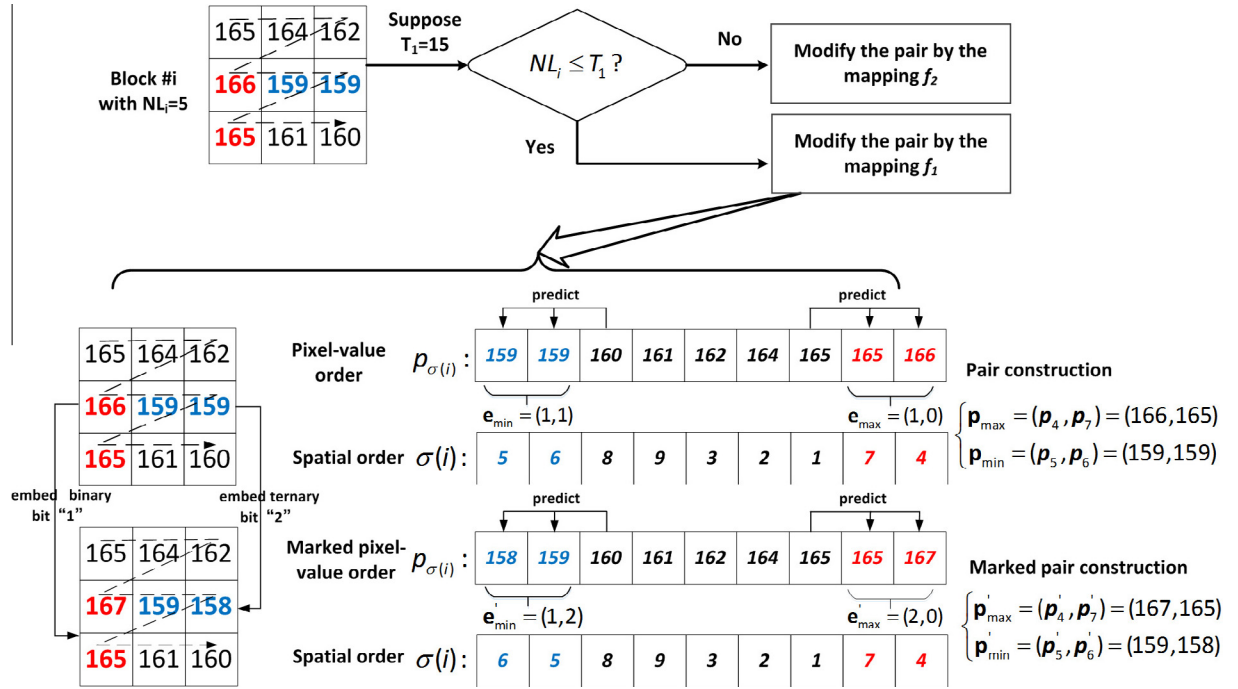 165 164 162
166 159 159
165 161 160
Block #i
with NLi=5
Suppose
T1=15
NLi ≤ T1 ?
No
Yes
Modify the pair by the
mapping f2
Modify the pair by the
mapping f1
165 164 162
166 159 159
165 161 160
embed binary
bit "1"
embed ternary
bit "2"
165 164 162
167 159 158
165 161 160
predict predict
Pixel-value
order
pσ(i) : 159 159 160 161 162 164 165 165 166
emin = (1,1) emax = (1,0)
Spatial order σ(i) : 5 6 8 9 3 2 1 7 4
Pair construction
pmax = (p4, p7) = (166,165)
pmin = (p5, p6) = (159,159)
predict predict
Marked pixel-
value order
pσ(i) : 158 159 160 161 162 164 165 165 167
e'min = (1,2) e'max = (2,0)
Spatial order σ(i) : 6 5 8 9 3 2 1 7 4
Marked pair construction
p'max = (p'4, p'7) = (167,165)
p'min = (p'5, p'6) = (159,158)